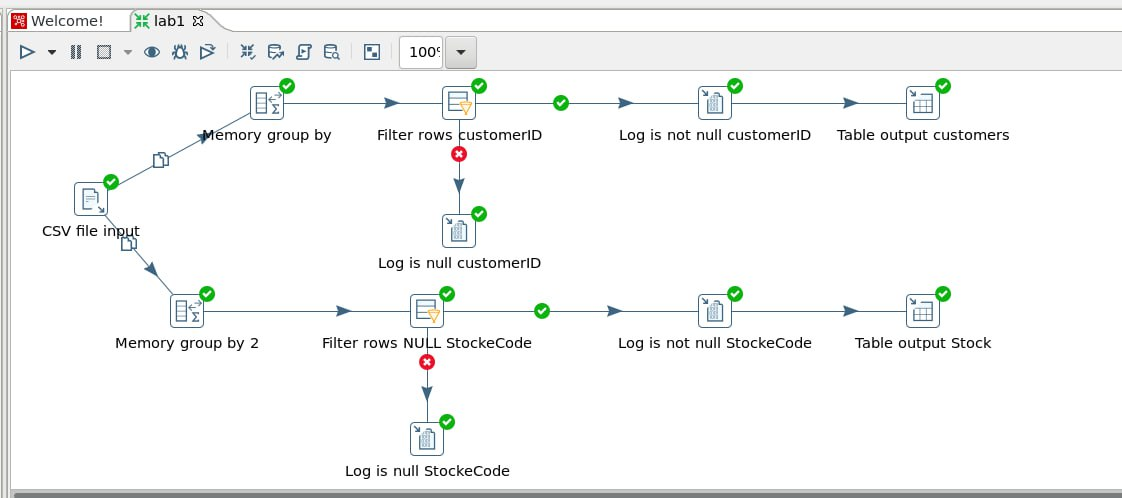 Welcome!
lab1
100%
Memory group by
Filter rows customerID
Log is not null customerID
Table output customers
CSV file input
Log is null customerID
Memory group by 2
Filter rows NULL StockeCode
Log is not null StockeCode
Table output Stock
Log is null StockeCode